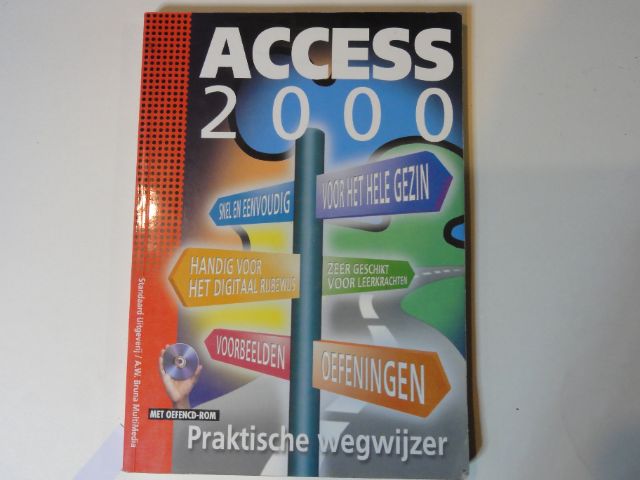 ACCESS
2000
SNEL EN EENVOUDIG
VOOR HET HELE GEZIN
HANDIG VOOR
HET DIGITAAL RIJBEWIJS
ZEER GESCHIKT
VOOR LEERKRACHTEN
VOORBEELDEN
OEFENINGEN
MET OEFENCD-ROM
Praktische wegwijzer
Standaard Uitgeverij / A.W. Bruna MultiMedia